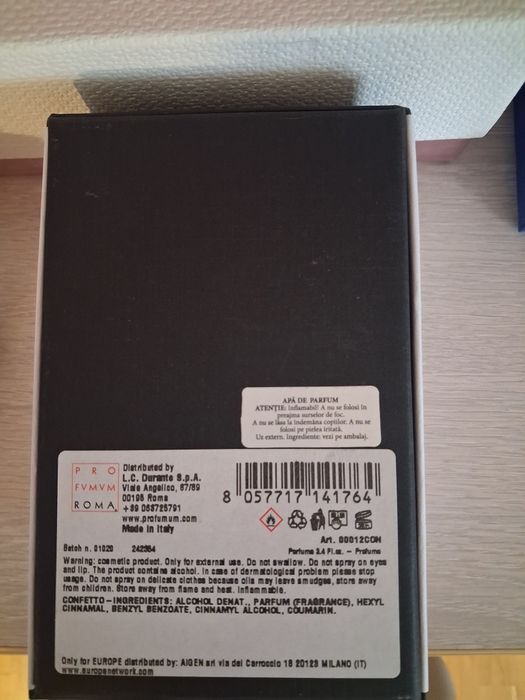 APĂ DE PARFUM
ATENȚIE: Inflamabil! A nu se folosi în
preajma surselor de foc.
A nu se lăsa la îndemâna copiilor. A nu se
folosi pe pielea iritată.
Uz extern. Ingrediente: vezi pe ambalaj.
PRO
FVMVM
ROMA
Distributed by
L.C. Durante S.p.A.
Viale Angelico, 87/89
00195 Roma
+39 063725791
www.profumum.com
Made in Italy
8 057717 141764
Art. 00012CON
Batch n. 01020 242354
Parfums 3.4 Fl.oz. - Profumo
Warning: cosmetic product. Only for external use. Do not swallow. Do not spray on eyes
and lip. The product contains alcohol. In case of dermatological problem please stop
usage. Do not spray on delicate clothes because oils may leave smudges, store away
from children. Store away from flame and heat. Inflammable.
CONFETTO-INGREDIENTS: ALCOHOL DENAT., PARFUM (FRAGRANCE), HEXYL
CINNAMAL, BENZYL BENZOATE, CINNAMYL ALCOHOL, COUMARIN.
Only for EUROPE distributed by: AIGEN srl via del Carroccio 16 20123 MILANO (IT)
www.europenetwork.com